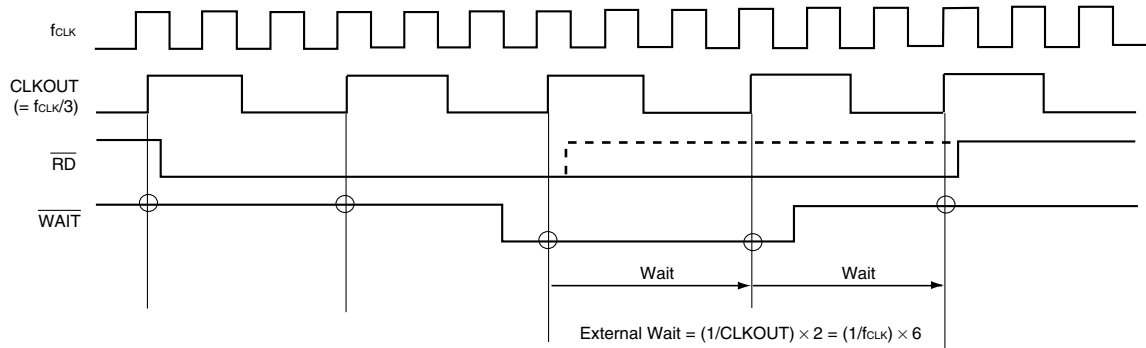 fCLK
CLKOUT
(= fCLK/3)
RD
WAIT
Wait
Wait
External Wait = (1/CLKOUT) × 2 = (1/fCLK) × 6